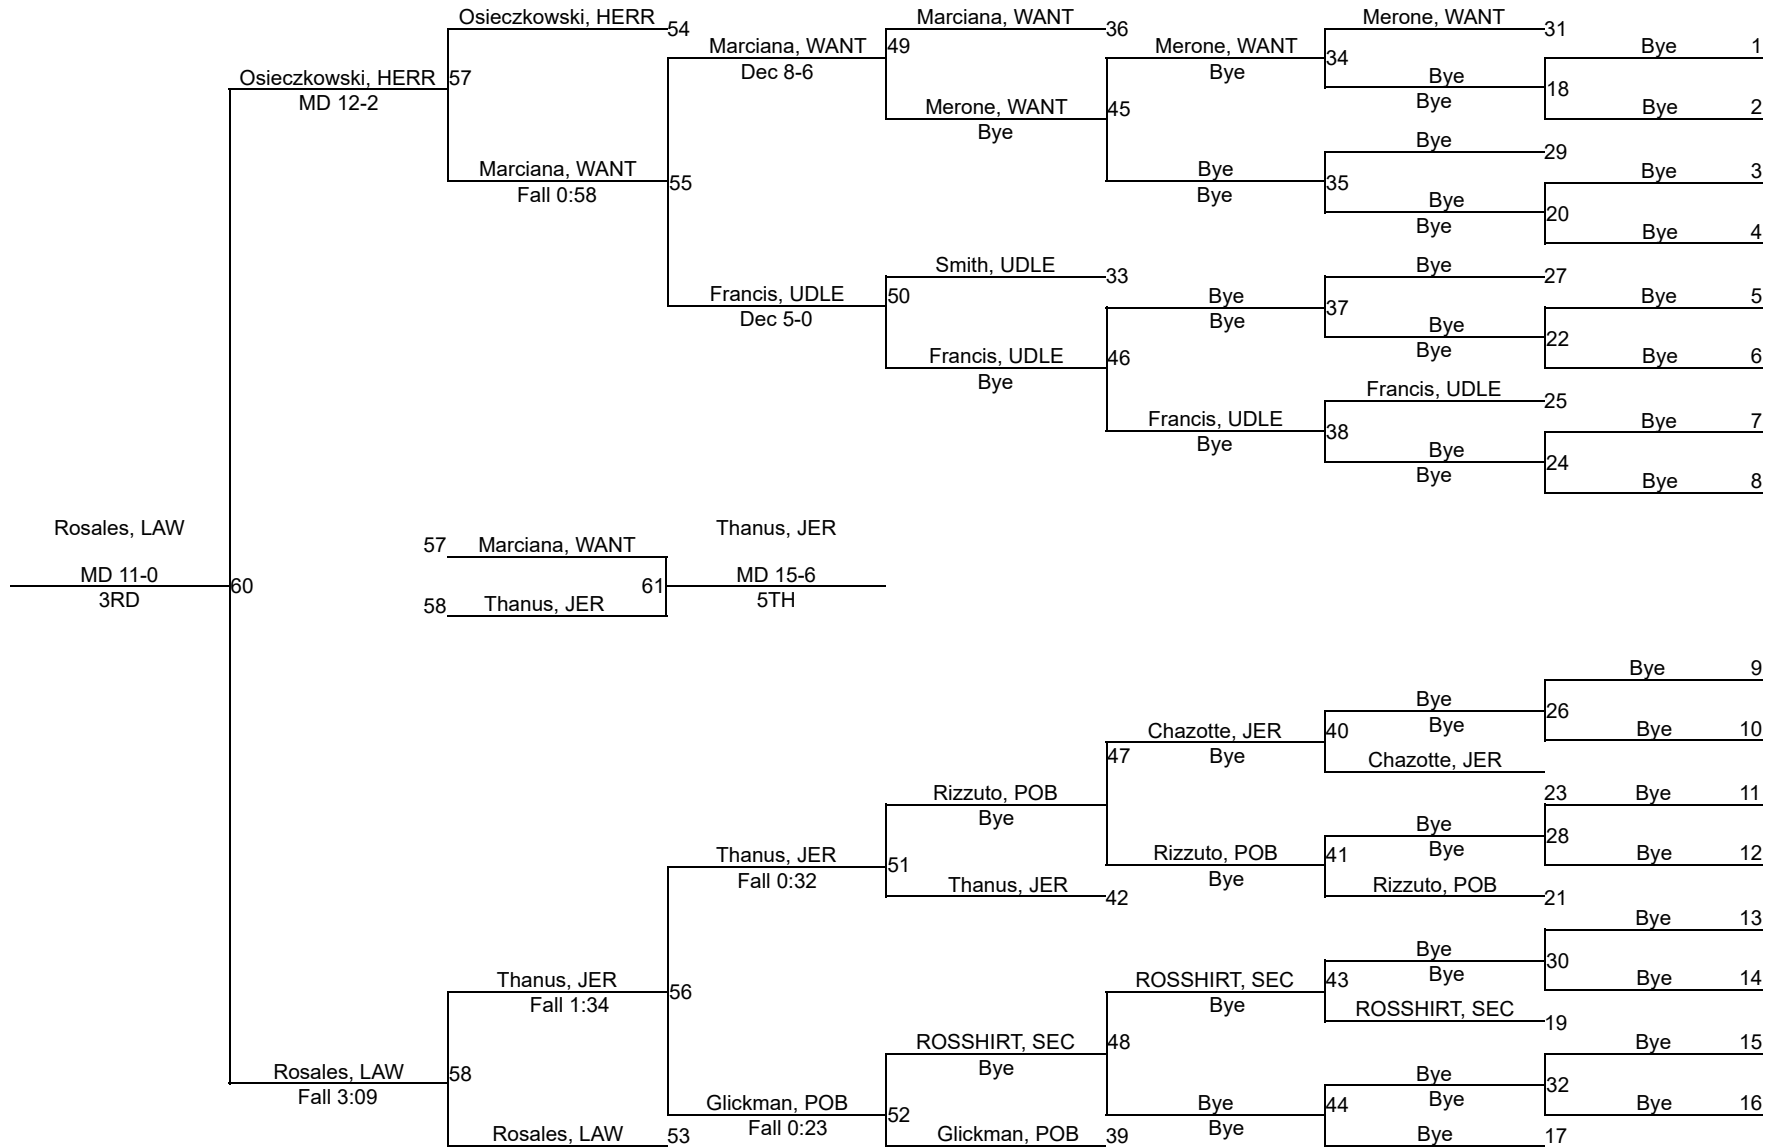 Osieczkowski, HERR
54
Marciana, WANT
36
Merone, WANT
31
Marciana, WANT
49
Dec 8-6
Merone, WANT
34
Bye
Bye 1
Osieczkowski, HERR
57
MD 12-2
Bye
18
Bye
Merone, WANT
45
Bye
Bye 2
Marciana, WANT
55
Fall 0:58
Bye
29
Bye
35
Bye
Bye 3
Bye
20
Bye
Bye 4
Smith, UDLE
33
Bye
27
Francis, UDLE
50
Dec 5-0
Bye
37
Bye
Bye 5
Bye
22
Bye
Francis, UDLE
46
Bye
Bye 6
Francis, UDLE
25
Francis, UDLE
38
Bye
Bye 7
Bye
24
Bye
Bye 8
Rosales, LAW
MD 11-0
60
3RD
57 Marciana, WANT
Thanus, JER
61
MD 15-6
5TH
58 Thanus, JER
Bye 9
Bye
26
Bye
Chazotte, JER
40
Bye
Bye 10
47
Chazotte, JER
23
Rizzuto, POB
Bye
Bye 11
Bye
28
Bye
Thanus, JER
51
Fall 0:32
Rizzuto, POB
41
Bye
Bye 12
Thanus, JER
42
Rizzuto, POB
21
Bye 13
Bye
30
Bye
Thanus, JER
56
Fall 1:34
ROSSHIRT, SEC
43
Bye
Bye 14
ROSSHIRT, SEC
19
ROSSHIRT, SEC
48
Bye
Bye 15
Rosales, LAW
58
Fall 3:09
Bye
32
Bye
Glickman, POB
52
Fall 0:23
Bye
44
Bye
Bye 16
Rosales, LAW
53
Glickman, POB
39
Bye
17